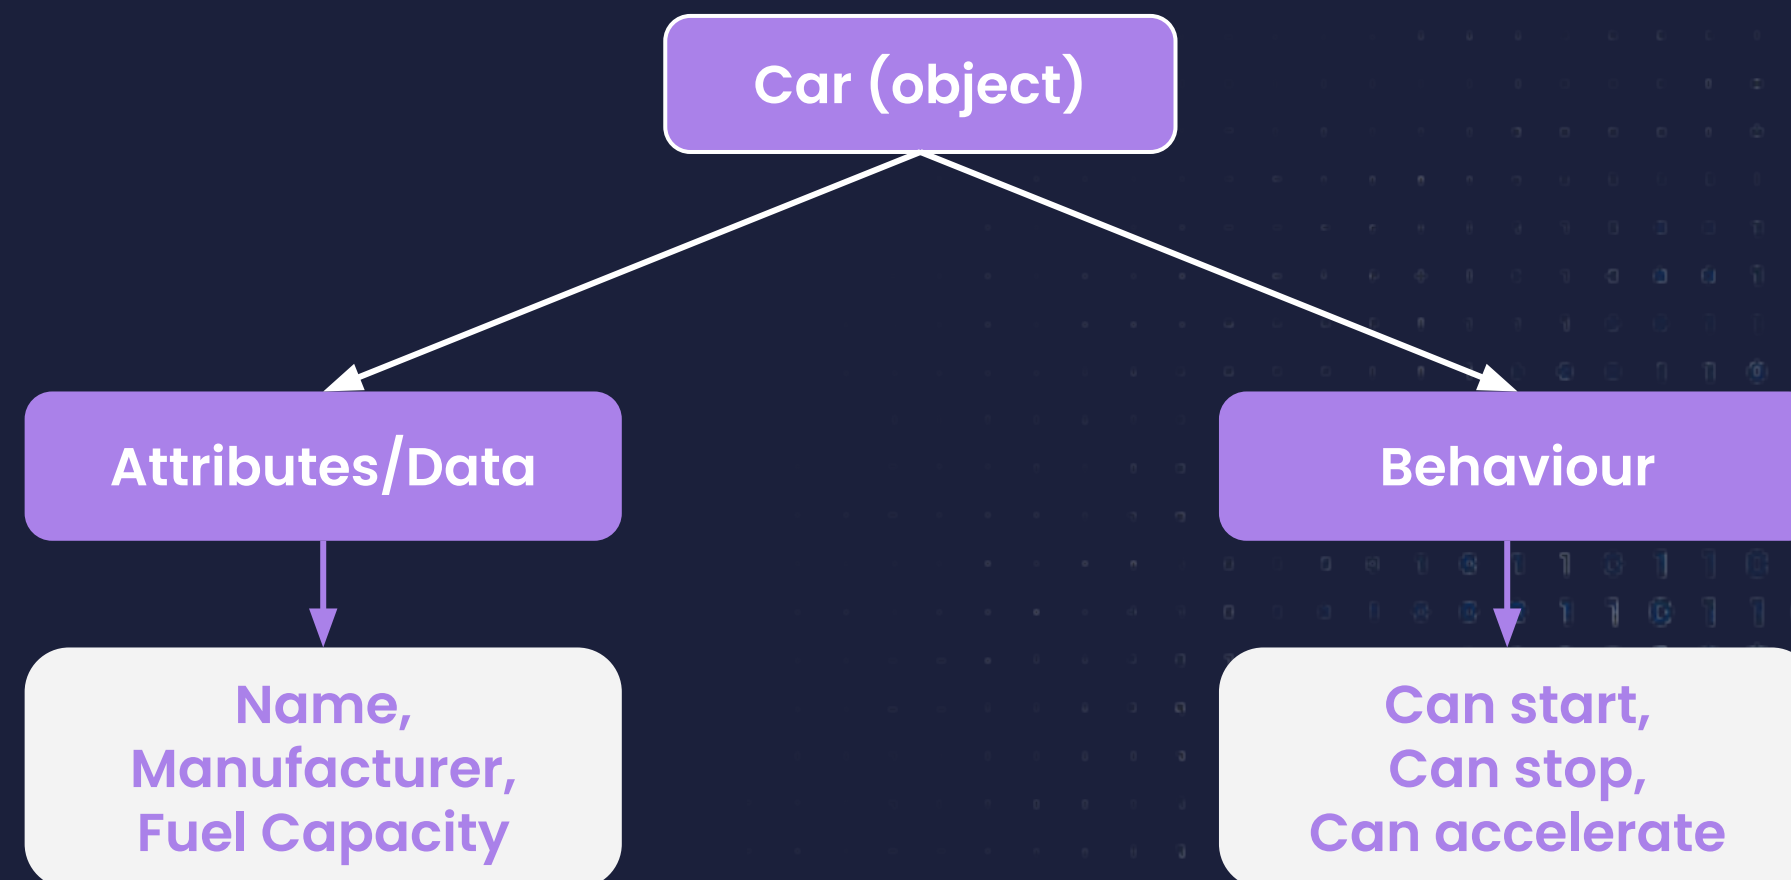 Car (object)
Attributes/Data
Behaviour
Name,
Manufacturer,
Fuel Capacity
Can start,
Can stop,
Can accelerate